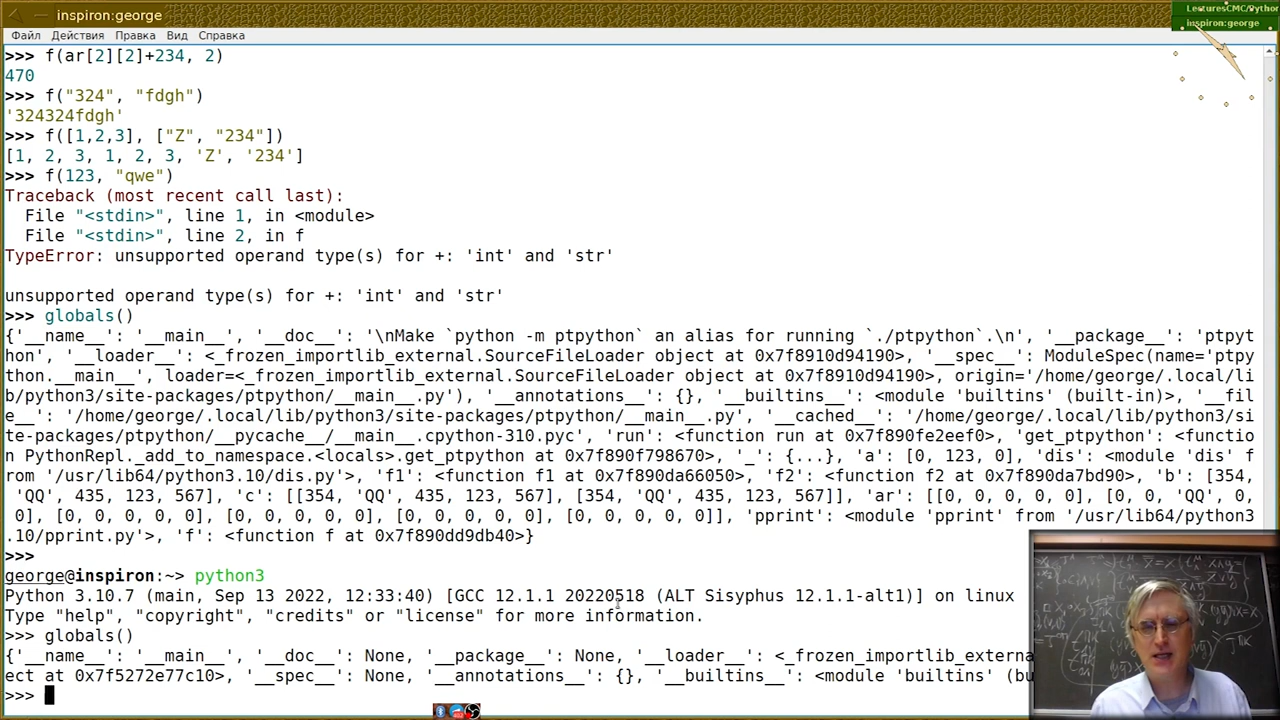 inspiron:george
LecturesCMC/Python
inspiron:george
Файл Действия Правка Вид Справка
>>> f(ar[2][2]+234, 2)
470
>>> f("324", "fdgh")
'324324fdgh'
>>> f([1,2,3], ["Z", "234"])
[1, 2, 3, 1, 2, 3, 'Z', '234']
>>> f(123, "qwe")
Traceback (most recent call last):
File "<stdin>", line 1, in <module>
File "<stdin>", line 2, in f
TypeError: unsupported operand type(s) for +: 'int' and 'str'
unsupported operand type(s) for +: 'int' and 'str'
>>> globals()
{'__name__': '__main__', '__doc__': '\nMake `python -m ptpython` an alias for running `./ptpython`.\n', '__package__': 'ptpyt
hon', '__loader__': <_frozen_importlib_external.SourceFileLoader object at 0x7f8910d94190>, '__spec__': ModuleSpec(name='ptpy
thon.__main__', loader=<_frozen_importlib_external.SourceFileLoader object at 0x7f8910d94190>, origin='/home/george/.local/li
b/python3/site-packages/ptpython/__main__.py'), '__annotations__': {}, '__builtins__': <module 'builtins' (built-in)>, '__fil
e__': '/home/george/.local/lib/python3/site-packages/ptpython/__main__.py', '__cached__': '/home/george/.local/lib/python3/si
te-packages/ptpython/__pycache__/__main__.cpython-310.pyc', 'run': <function run at 0x7f890fe2eef0>, 'get_ptpython': <functio
n PythonRepl._add_to_namespace.<locals>.get_ptpython at 0x7f890f798670>, '_': {...}, 'a': [0, 123, 0], 'dis': <module 'dis' f
rom '/usr/lib64/python3.10/dis.py'>, 'f1': <function f1 at 0x7f890da66050>, 'f2': <function f2 at 0x7f890da7bd90>, 'b': [354,
'QQ', 435, 123, 567], 'c': [[354, 'QQ', 435, 123, 567], [354, 'QQ', 435, 123, 567]], 'ar': [[0, 0, 0, 0, 0], [0, 0, 'QQ', 0,
0], [0, 0, 0, 0, 0], [0, 0, 0, 0, 0], [0, 0, 0, 0, 0], [0, 0, 0, 0, 0]], 'pprint': <module 'pprint' from '/usr/lib64/python3
.10/pprint.py'>, 'f': <function f at 0x7f890dd9db40>}
>>>
george@inspiron:~> python3
Python 3.10.7 (main, Sep 13 2022, 12:33:40) [GCC 12.1.1 20220518 (ALT Sisyphus 12.1.1-alt1)] on linux
Type "help", "copyright", "credits" or "license" for more information.
>>> globals()
{'__name__': '__main__', '__doc__': None, '__package__': None, '__loader__': <_frozen_importlib_externa
ect at 0x7f5272e77c10>, '__spec__': None, '__annotations__': {}, '__builtins__': <module 'builtins' (bu
>>>